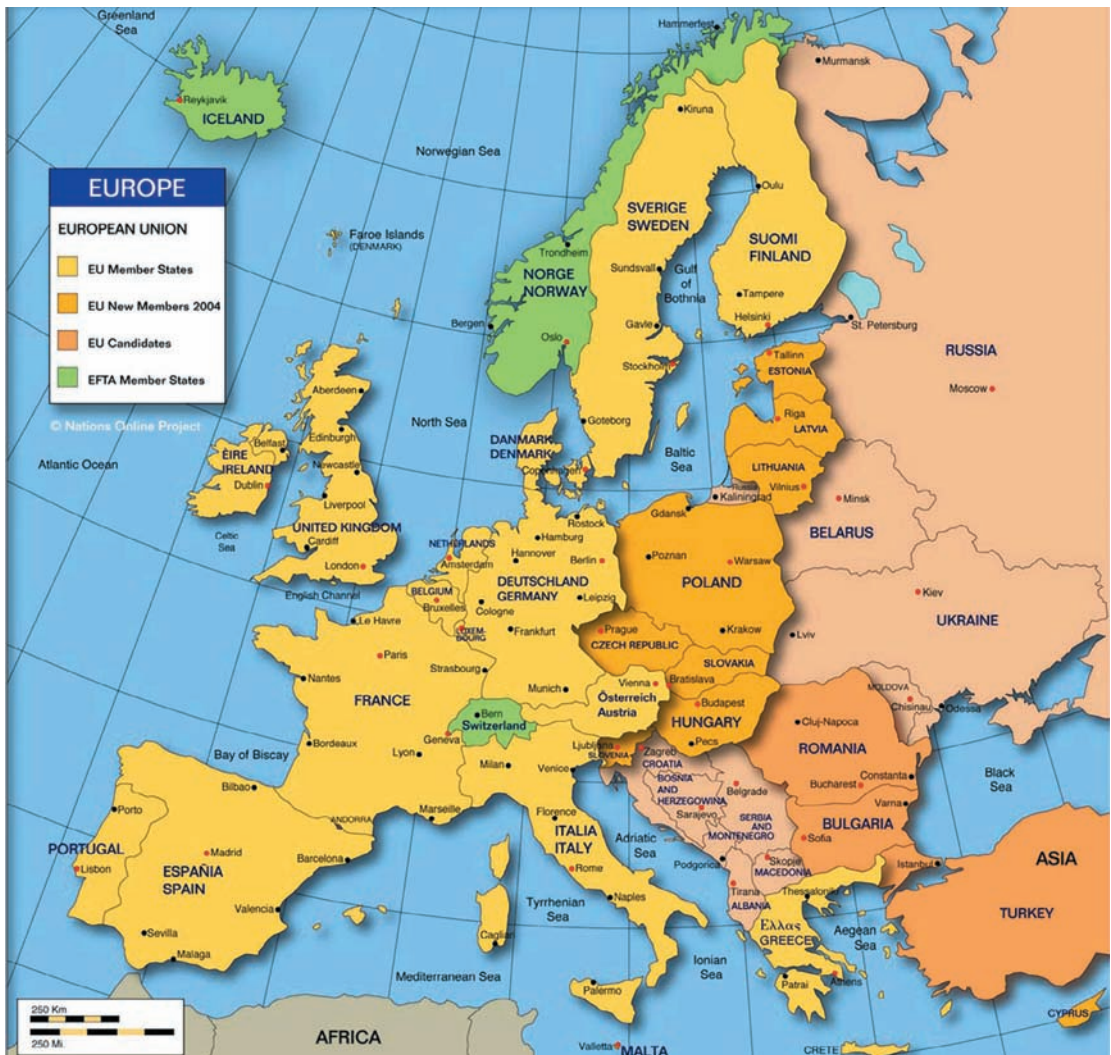 Greenland
Sea
Hammerfest
Murmansk
Reykjavik
ICELAND
Kiruna
Norwegian Sea
EUROPE
EUROPEAN UNION
EU Member States
EU New Members 2004
EU Candidates
EFTA Member States
© Nations Online Project
Oulu
SVERIGE
SWEDEN
Faroe Islands
(DENMARK)
Trondheim
SUOMI
FINLAND
NORGE
NORWAY
Sundsvall
Gulf
of
Bothnia
Tampere
Helsinki
Bergen
Gavle
St. Petersburg
Oslo
RUSSIA
Stockholm
Tallinn
ESTONIA
Moscow
Aberdeen
North Sea
Goteborg
Riga
LATVIA
Edinburgh
DANMARK
DENMARK
Baltic
Sea
Atlantic Ocean
Belfast
ÈIRE
IRELAND
Newcastle
Copenhagen
LITHUANIA
Dublin
Vilnius
Russia
Kaliningrad
Minsk
Liverpool
Gdansk
BELARUS
Rostock
UNITED KINGDOM
Celtic
Sea
Cardiff
Hamburg
NETHERLANDS
Amsterdam
Hannover
Berlin
Poznan
Warsaw
London
English Channel
DEUTSCHLAND
GERMANY
POLAND
BELGIUM
Bruxelles
Cologne
Leipzig
Kiev
UKRAINE
Le Havre
LUXEM-
BOURG
Frankfurt
Prague
CZECH REPUBLIC
Krakow
Lviv
Paris
Strasbourg
SLOVAKIA
Nantes
Munich
Vienna
Bratislava
FRANCE
Österreich
Austria
Budapest
HUNGARY
MOLDOVA
Chisinau
Odessa
Bern
Switzerland
Geneva
Cluj-Napoca
Bay of Biscay
Bordeaux
Lyon
Milan
Venice
Ljubljana
SLOVENIA
Pecs
Zagreb
CROATIA
ROMANIA
BOSNIA
AND
HERZEGOWINA
Belgrade
Bucharest
Constanta
Black
Sea
Bilbao
Porto
Marseille
Florence
Sarajevo
SERBIA
AND
MONTENEGRO
Varna
BULGARIA
ANDORRA
ITALIA
ITALY
Adriatic
Sea
Sofia
PORTUGAL
Lisbon
Madrid
ESPAÑIA
SPAIN
Barcelona
Rome
Podgorica
Skopje
MACEDONIA
Istanbul
ASIA
Tirana
ALBANIA
Thessaloniki
Naples
Valencia
Tyrrhenian
Sea
TURKEY
Sevilla
Malaga
Cagliari
Ελλας
GREECE
Aegean
Sea
Mediterranean Sea
Ionian
Sea
Palermo
Patrai
Athens
250 Km
250 Mi.
AFRICA
Valletta
MALTA
CRETE
CYPRUS